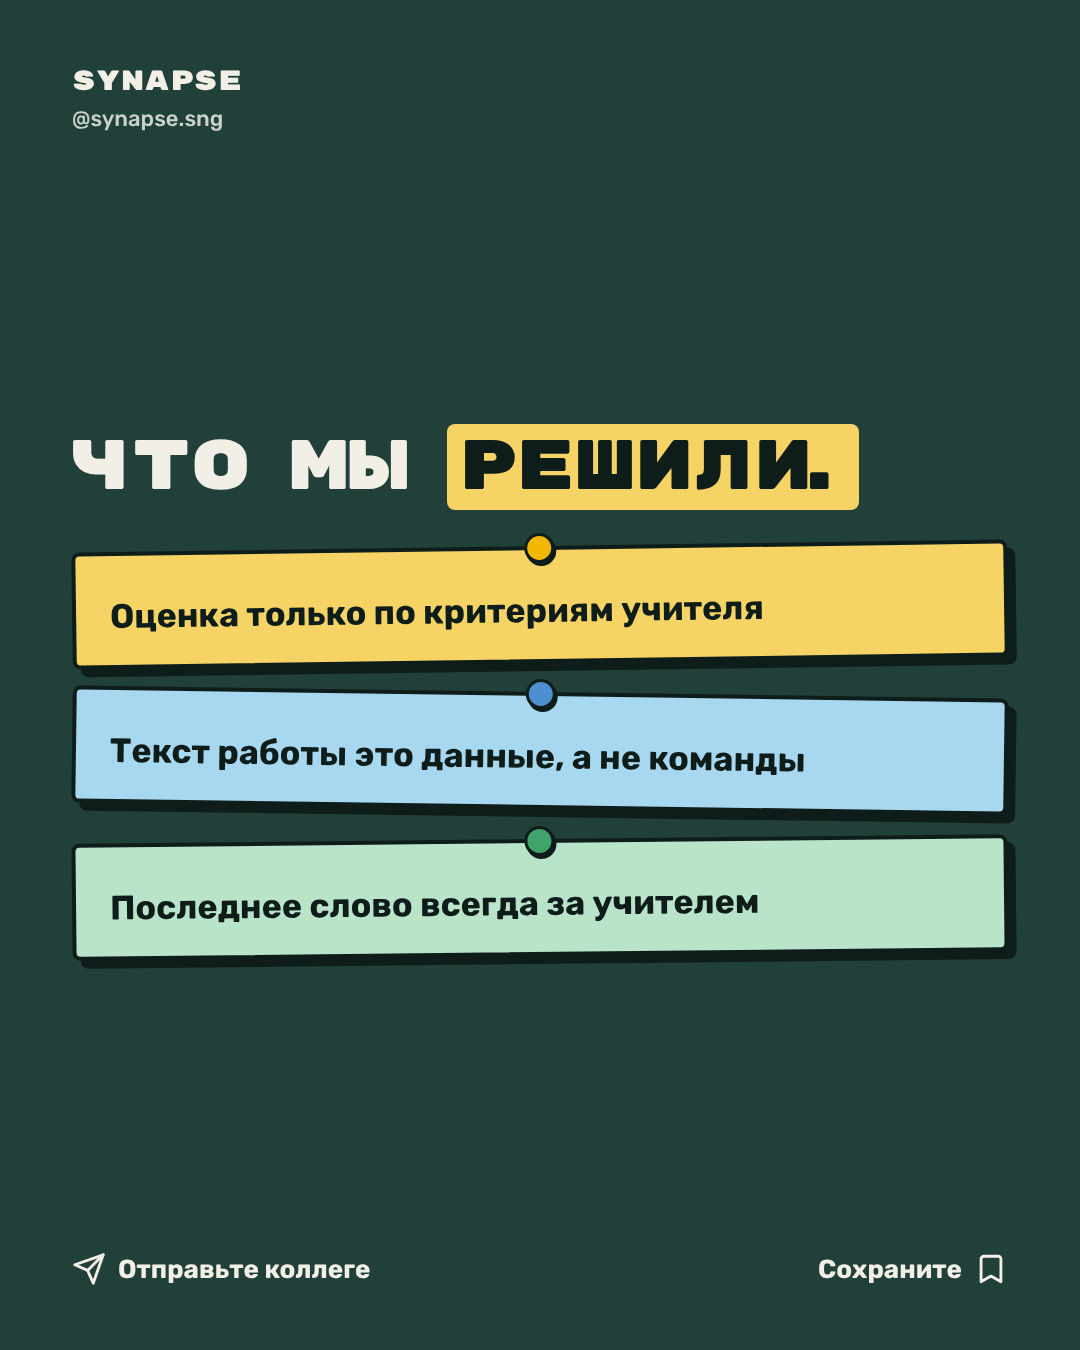 SYNAPSE
@synapse.sng
ЧТО МЫ РЕШИЛИ.
Оценка только по критериям учителя
Текст работы это данные, а не команды
Последнее слово всегда за учителем
Отправьте коллеге
Сохраните